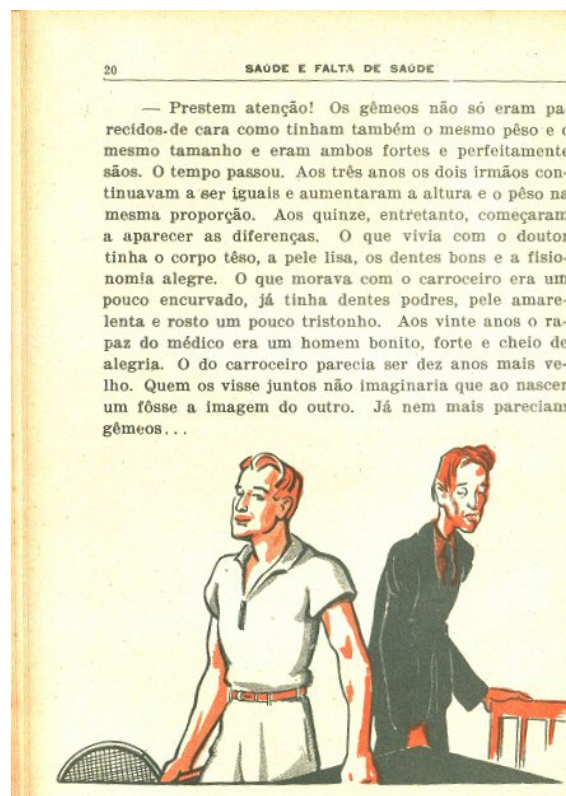 20 SAÚDE E FALTA DE SAÚDE
— Prestem atenção! Os gêmeos não só eram pa-
recidos de cara como tinham também o mesmo pêso e o
mesmo tamanho e eram ambos fortes e perfeitamente
sãos. O tempo passou. Aos três anos os dois irmãos con-
tinuavam a ser iguais e aumentaram a altura e o pêso na
mesma proporção. Aos quinze, entretanto, começaram
a aparecer as diferenças. O que vivia com o doutor
tinha o corpo têso, a pele lisa, os dentes bons e a fisio-
nomia alegre. O que morava com o carroceiro era um
pouco encurvado, já tinha dentes podres, pele amare-
lenta e rosto um pouco tristonho. Aos vinte anos o ra-
paz do médico era um homem bonito, forte e cheio de
alegria. O do carroceiro parecia ser dez anos mais ve-
lho. Quem os visse juntos não imaginaria que ao nascer
um fôsse a imagem do outro. Já nem mais pareciam
gêmeos...